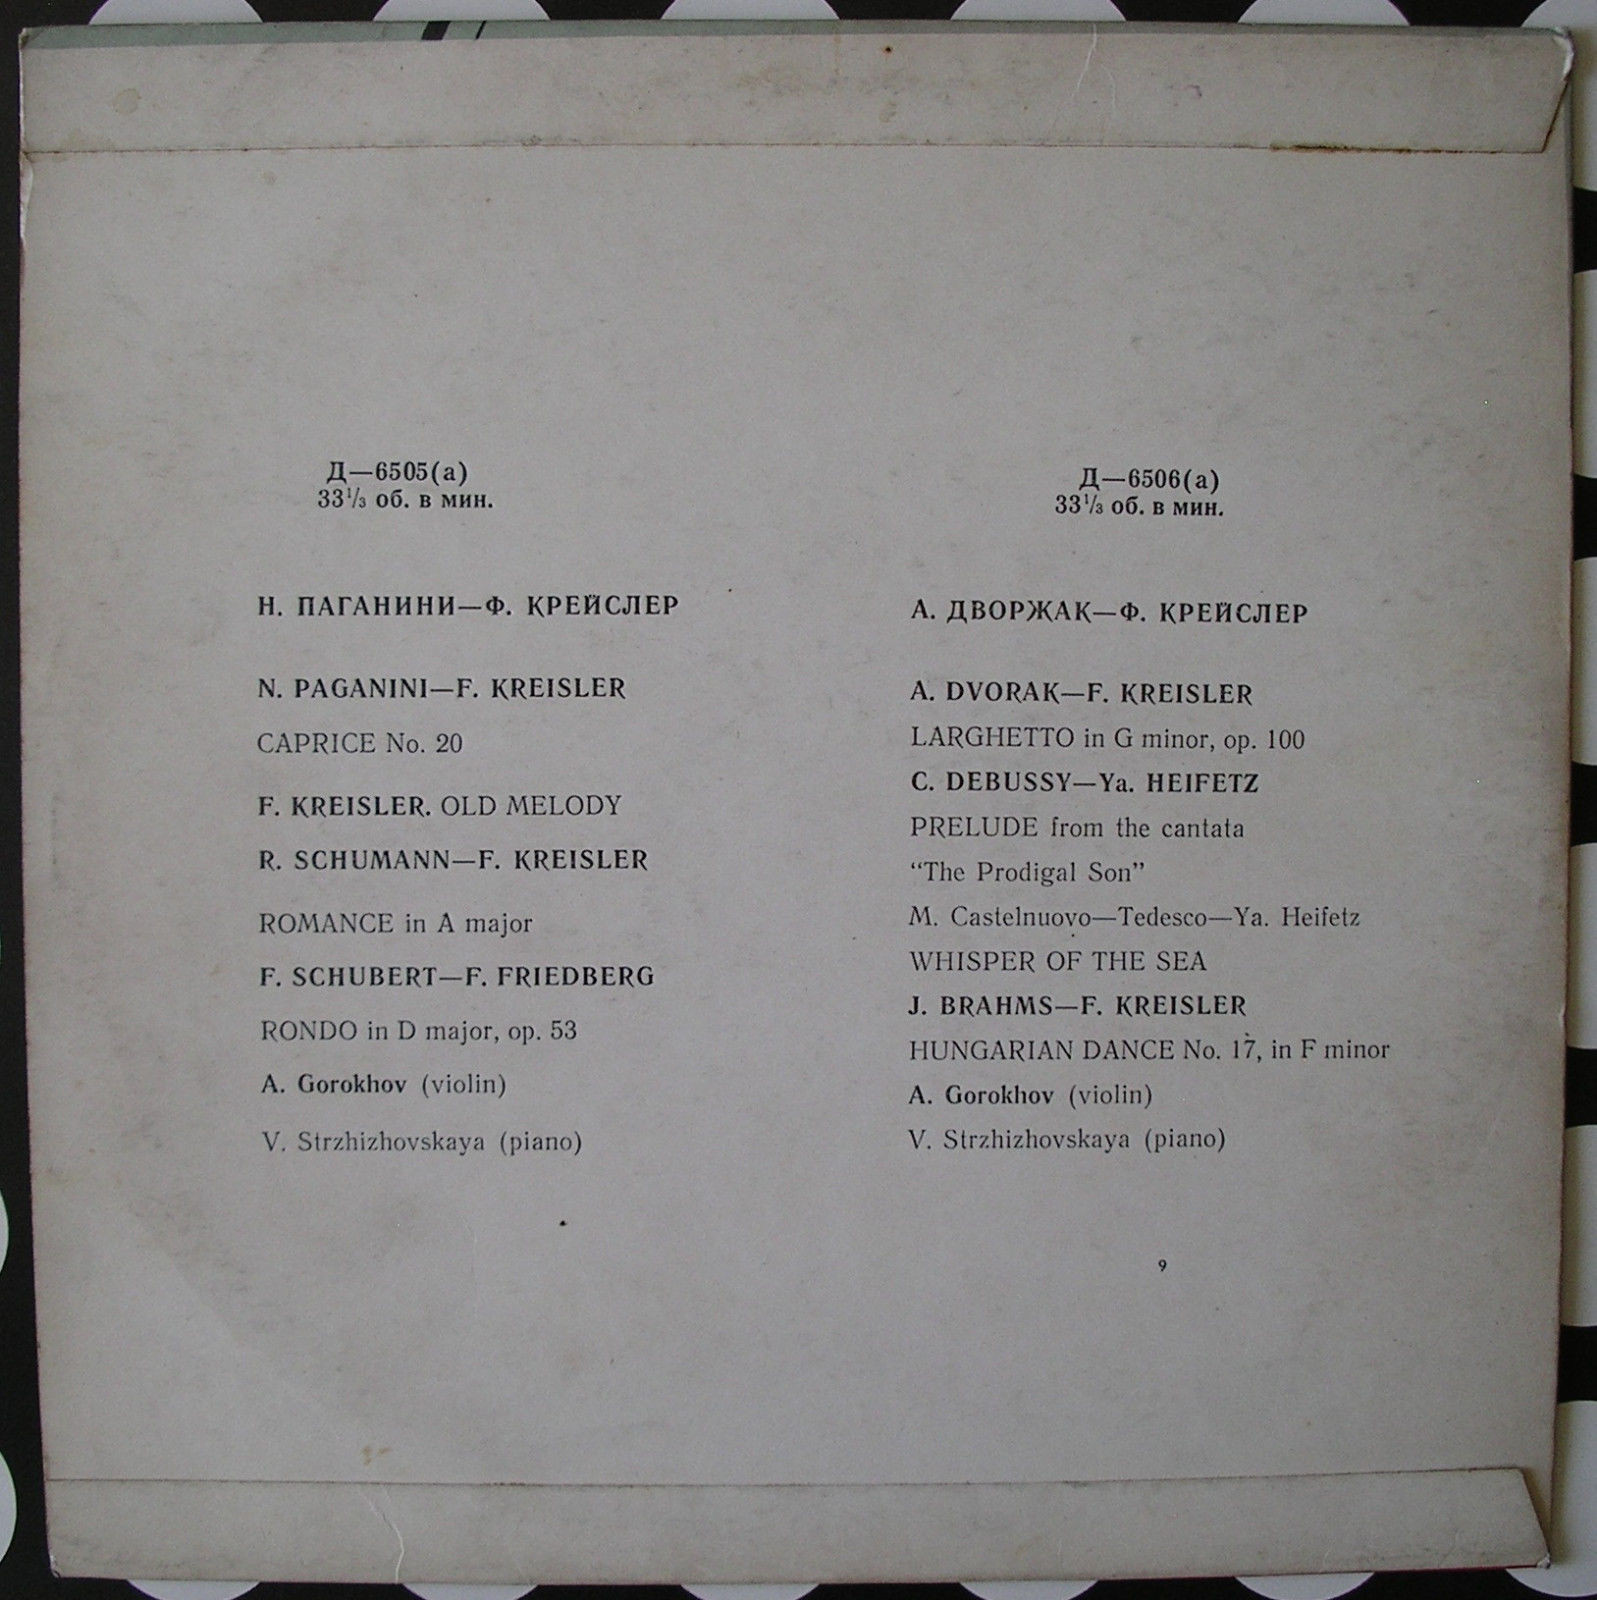 Д—6505(а)
33⅓ об. в мин.
Н. ПАГАНИНИ—Ф. КРЕЙСЛЕР
N. PAGANINI—F. KREISLER
CAPRICE No. 20
F. KREISLER. OLD MELODY
R. SCHUMANN—F. KREISLER
ROMANCE in A major
F. SCHUBERT—F. FRIEDBERG
RONDO in D major, op. 53
A. Gorokhov (violin)
V. Strzhizhovskaya (piano)
Д—6506(а)
33⅓ об. в мин.
А. ДВОРЖАК—Ф. КРЕЙСЛЕР
A. DVORAK—F. KREISLER
LARGHETTO in G minor, op. 100
C. DEBUSSY—Ya. HEIFETZ
PRELUDE from the cantata
“The Prodigal Son”
M. Castelnuovo—Tedesco—Ya. Heifetz
WHISPER OF THE SEA
J. BRAHMS—F. KREISLER
HUNGARIAN DANCE No. 17, in F minor
A. Gorokhov (violin)
V. Strzhizhovskaya (piano)
9